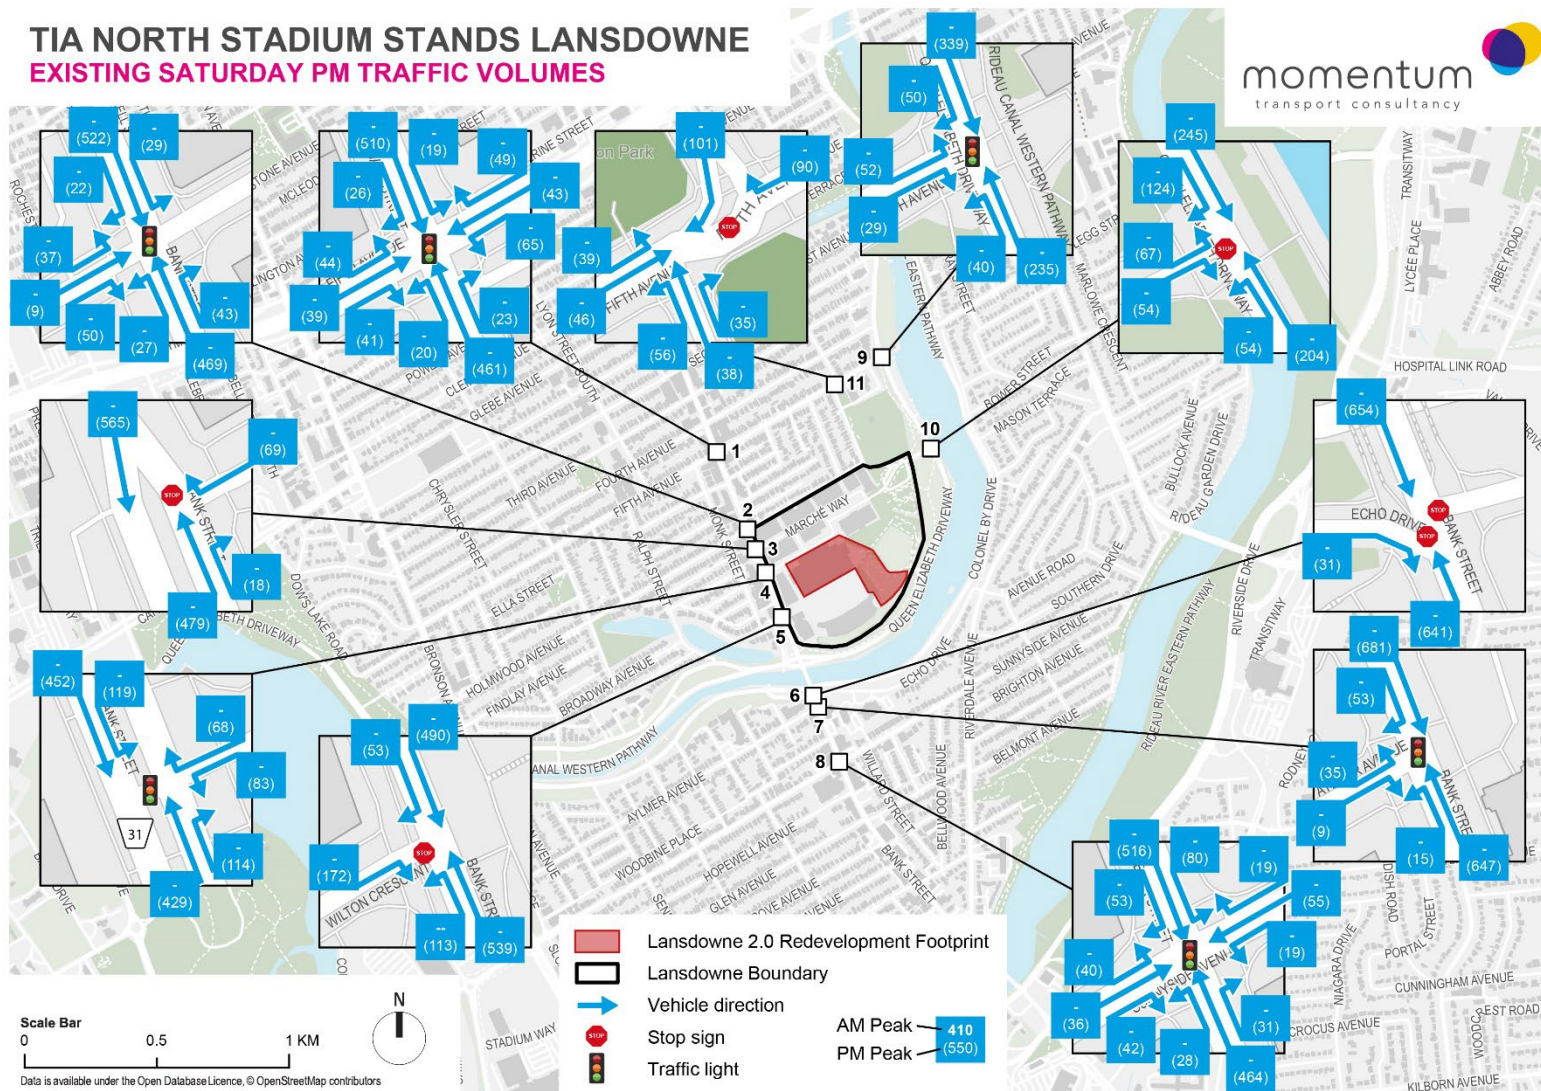 TIA NORTH STADIUM STANDS LANSDOWNE
EXISTING SATURDAY PM TRAFFIC VOLUMES
momentum
transport consultancy
-
(522)
-
(29)
-
(22)
-
(37)
-
(9)
-
(50)
-
(27)
-
(469)
-
(43)
-
(510)
-
(19)
-
(49)
-
(43)
-
(26)
-
(65)
-
(44)
-
(39)
-
(41)
-
(20)
-
(461)
-
(23)
-
(101)
-
(90)
-
(39)
-
(46)
-
(56)
-
(38)
-
(35)
STOP
FIFTH AVENUE
-
(339)
-
(50)
-
(52)
-
(29)
-
(40)
-
(235)
RIDEAU CANAL WESTERN PATHWAY
-
(245)
-
(124)
-
(67)
-
(54)
-
(54)
-
(204)
STOP
-
(565)
-
(69)
-
(18)
-
(479)
STOP
BANK STREET
-
(654)
-
(31)
-
(641)
STOP
STOP
ECHO DRIVE
BANK STREET
-
(452)
-
(119)
-
(68)
-
(83)
-
(114)
-
(429)
BANK STREET
31
-
(53)
-
(490)
-
(172)
--
(113)
-
(539)
STOP
WILTON CRESCENT
BANK
-
(681)
-
(53)
-
(35)
-
(9)
-
(15)
-
(647)
-
(516)
-
(80)
-
(19)
-
(53)
-
(55)
-
(19)
-
(40)
-
(36)
-
(42)
-
(28)
-
(464)
-
(31)
1
2
3
4
5
6
7
8
9
10
11
MARCHÉ WAY
QUEEN ELIZABETH DRIVEWAY
COLONEL BY DRIVE
EASTERN PATHWAY
BOWER STREET
MASON TERRACE
MARLOWE CRESCENT
BULLOCK AVENUE
RIDEAU GARDEN DRIVE
AVENUE ROAD
SOUTHERN DRIVE
RIVERSIDE DRIVE
TRANSITWAY
TRANSITWAY
LYCÉE PLACE
ABBEY ROAD
HOSPITAL LINK ROAD
RIDEAU RIVER EASTERN PATHWAY
ECHO DRIVE
SUNNYSIDE AVENUE
BRIGHTON AVENUE
BELMONT AVENUE
RIVERDALE AVENUE
BELLWOOD AVENUE
WILLARD STREET
BANK STREET
AYLMER AVENUE
WOODBINE PLACE
HOPEWELL AVENUE
GLEN AVENUE
GLEBE AVENUE
LYON STREET SOUTH
THIRD AVENUE
FOURTH AVENUE
FIFTH AVENUE
MONK STREET
RALPH STREET
CHRYSLER STREET
ELLA STREET
HOLMWOOD AVENUE
FINDLAY AVENUE
BROADWAY AVENUE
DOW'S LAKE ROAD
NIAGARA DRIVE
PORTAL STREET
CUNNINGHAM AVENUE
CROCUS AVENUE
KILBORN AVENUE
STADIUM WAY
Lansdowne 2.0 Redevelopment Footprint
Lansdowne Boundary
Vehicle direction
STOP
Stop sign
Traffic light
AM Peak
410
PM Peak
(550)
N
Scale Bar
0 0.5 1 KM
Data is available under the Open Database Licence, © OpenStreetMap contributors